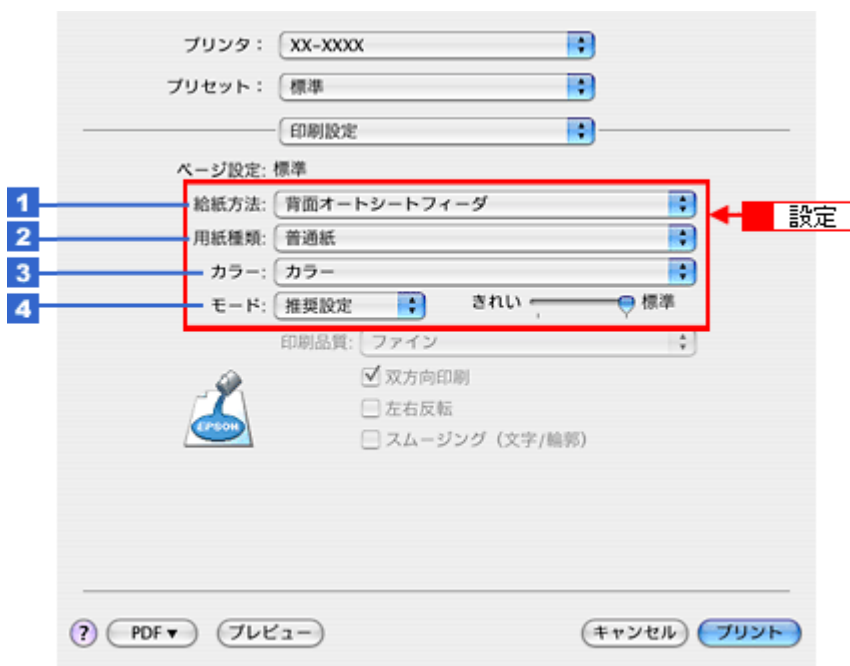 プリンタ： XX-XXXX
プリセット： 標準
印刷設定
ページ設定: 標準
1 給紙方法: 背面オートシートフィーダ 設定
2 用紙種類: 普通紙
3 カラー: カラー
4 モード: 推奨設定 きれい 標準
印刷品質: ファイン
双方向印刷
左右反転
スムージング（文字/輪郭）
EPSON
? PDF▼ プレビュー キャンセル プリント